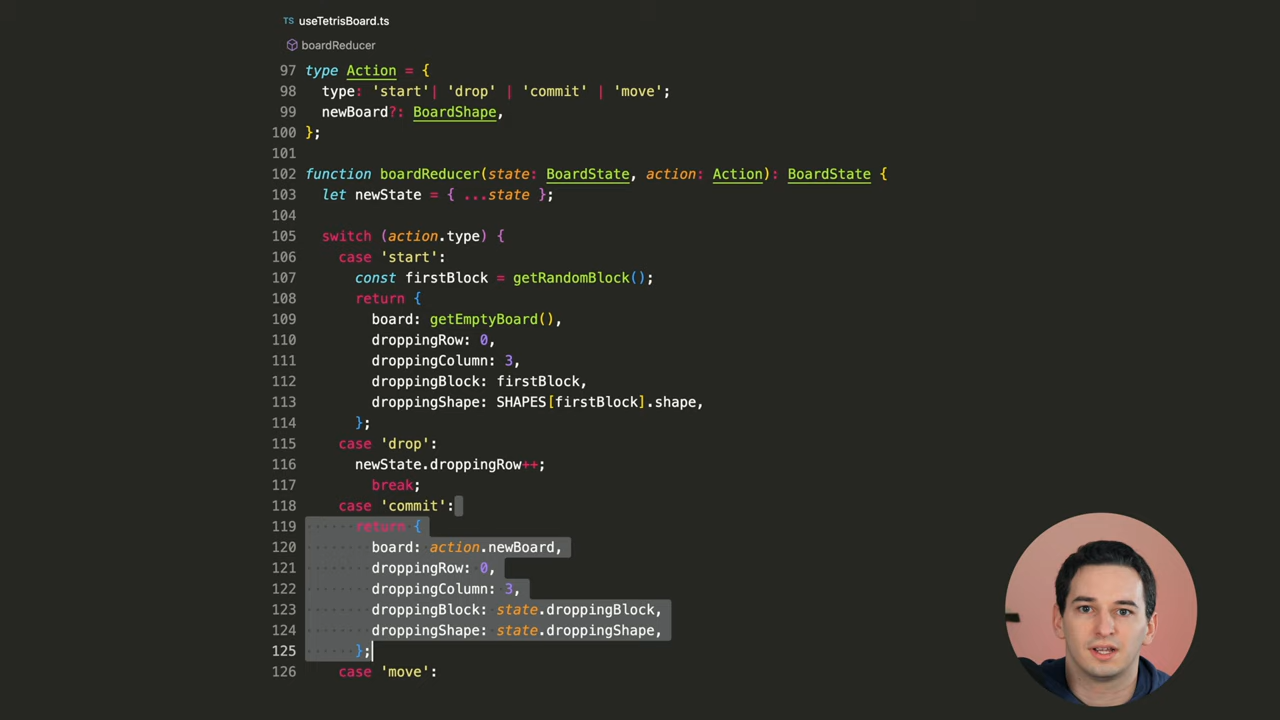 TS useTetrisBoard.ts
boardReducer
97 type Action = {
98 type: 'start'| 'drop' | 'commit' | 'move';
99 newBoard?: BoardShape,
100 };
101
102 function boardReducer(state: BoardState, action: Action): BoardState {
103 let newState = { ...state };
104
105 switch (action.type) {
106 case 'start':
107 const firstBlock = getRandomBlock();
108 return {
109 board: getEmptyBoard(),
110 droppingRow: 0,
111 droppingColumn: 3,
112 droppingBlock: firstBlock,
113 droppingShape: SHAPES[firstBlock].shape,
114 };
115 case 'drop':
116 newState.droppingRow++;
117 break;
118 case 'commit':
119 return {
120 board: action.newBoard,
121 droppingRow: 0,
122 droppingColumn: 3,
123 droppingBlock: state.droppingBlock,
124 droppingShape: state.droppingShape,
125 };
126 case 'move':